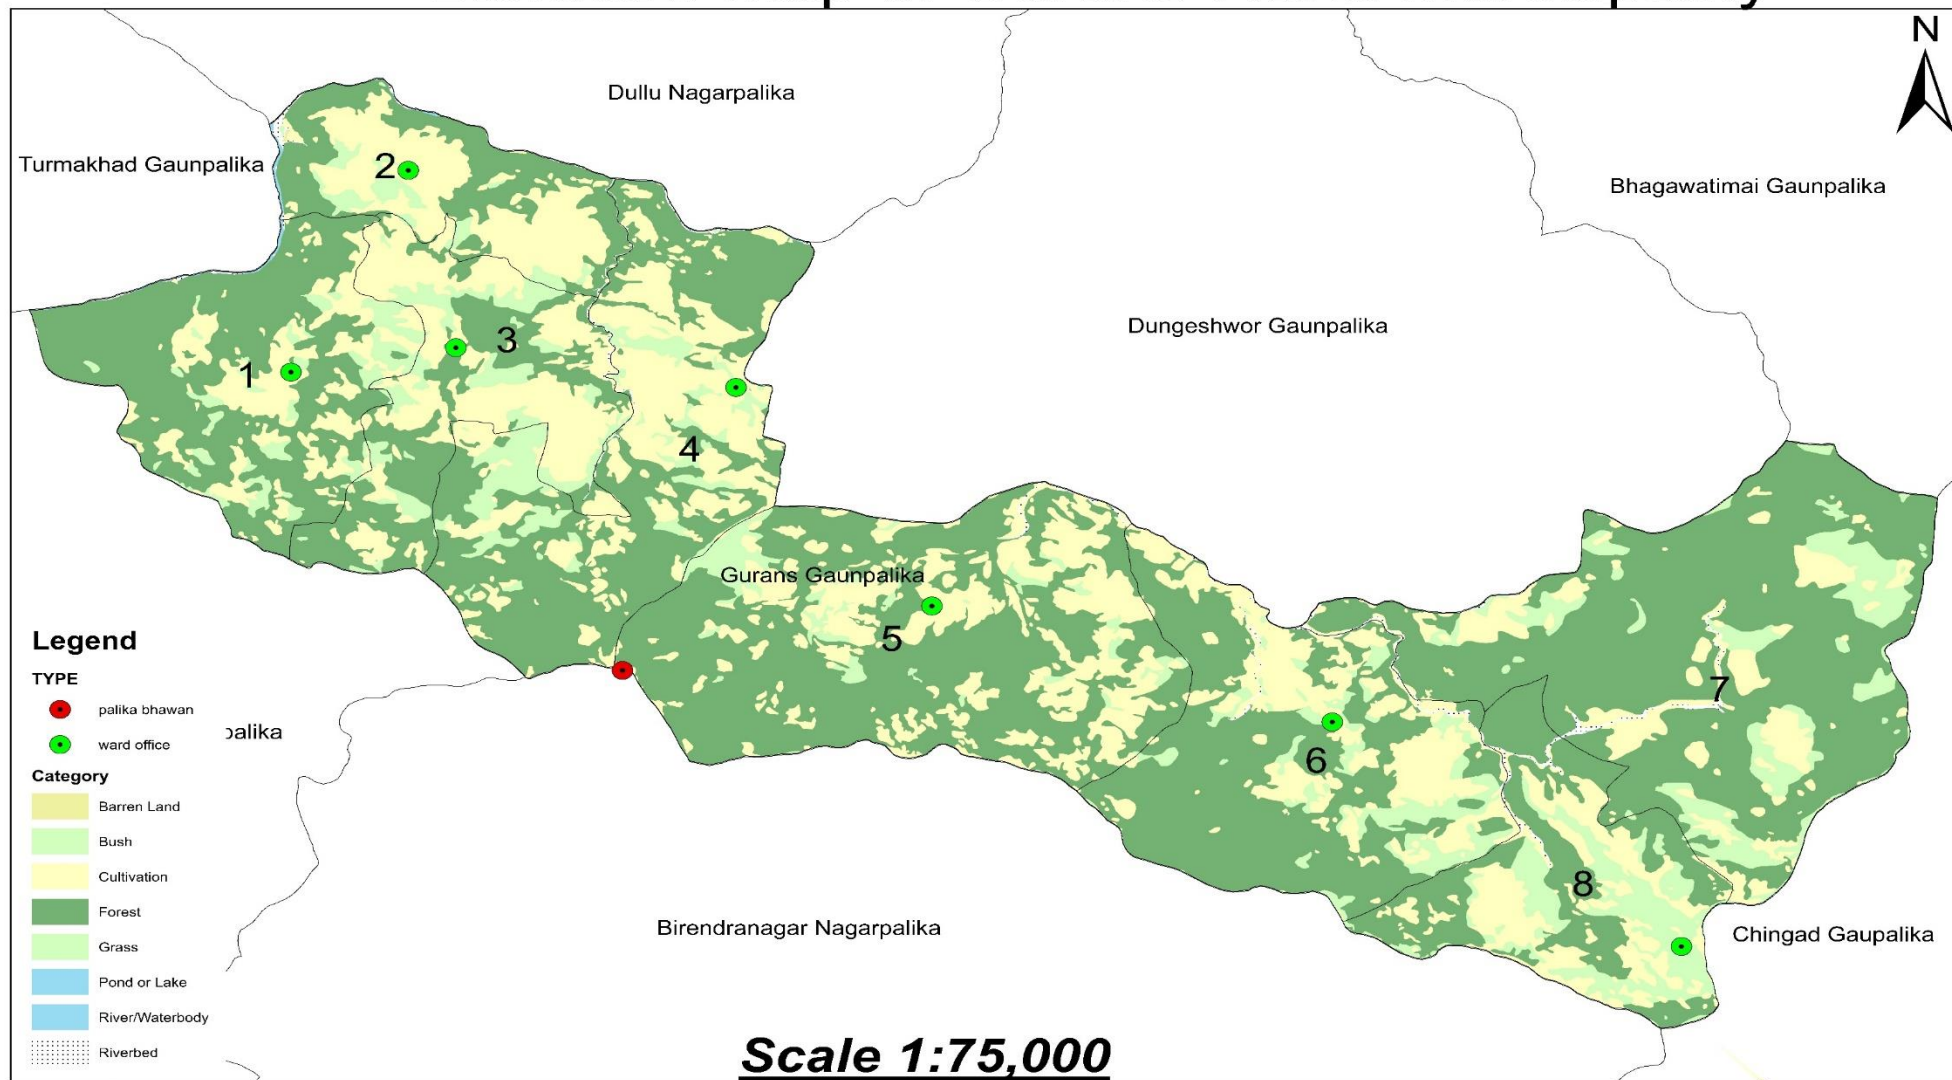 N
Dullu Nagarpalika
Turmakhad Gaunpalika
Bhagawatimai Gaunpalika
Dungeshwor Gaunpalika
2
3
1
4
Gurans Gaunpalika
5
7
6
8
Birendranagar Nagarpalika
Chingad Gaupalika
palika
Legend
TYPE
palika bhawan
ward office
Category
Barren Land
Bush
Cultivation
Forest
Grass
Pond or Lake
River/Waterbody
Riverbed
Scale 1:75,000